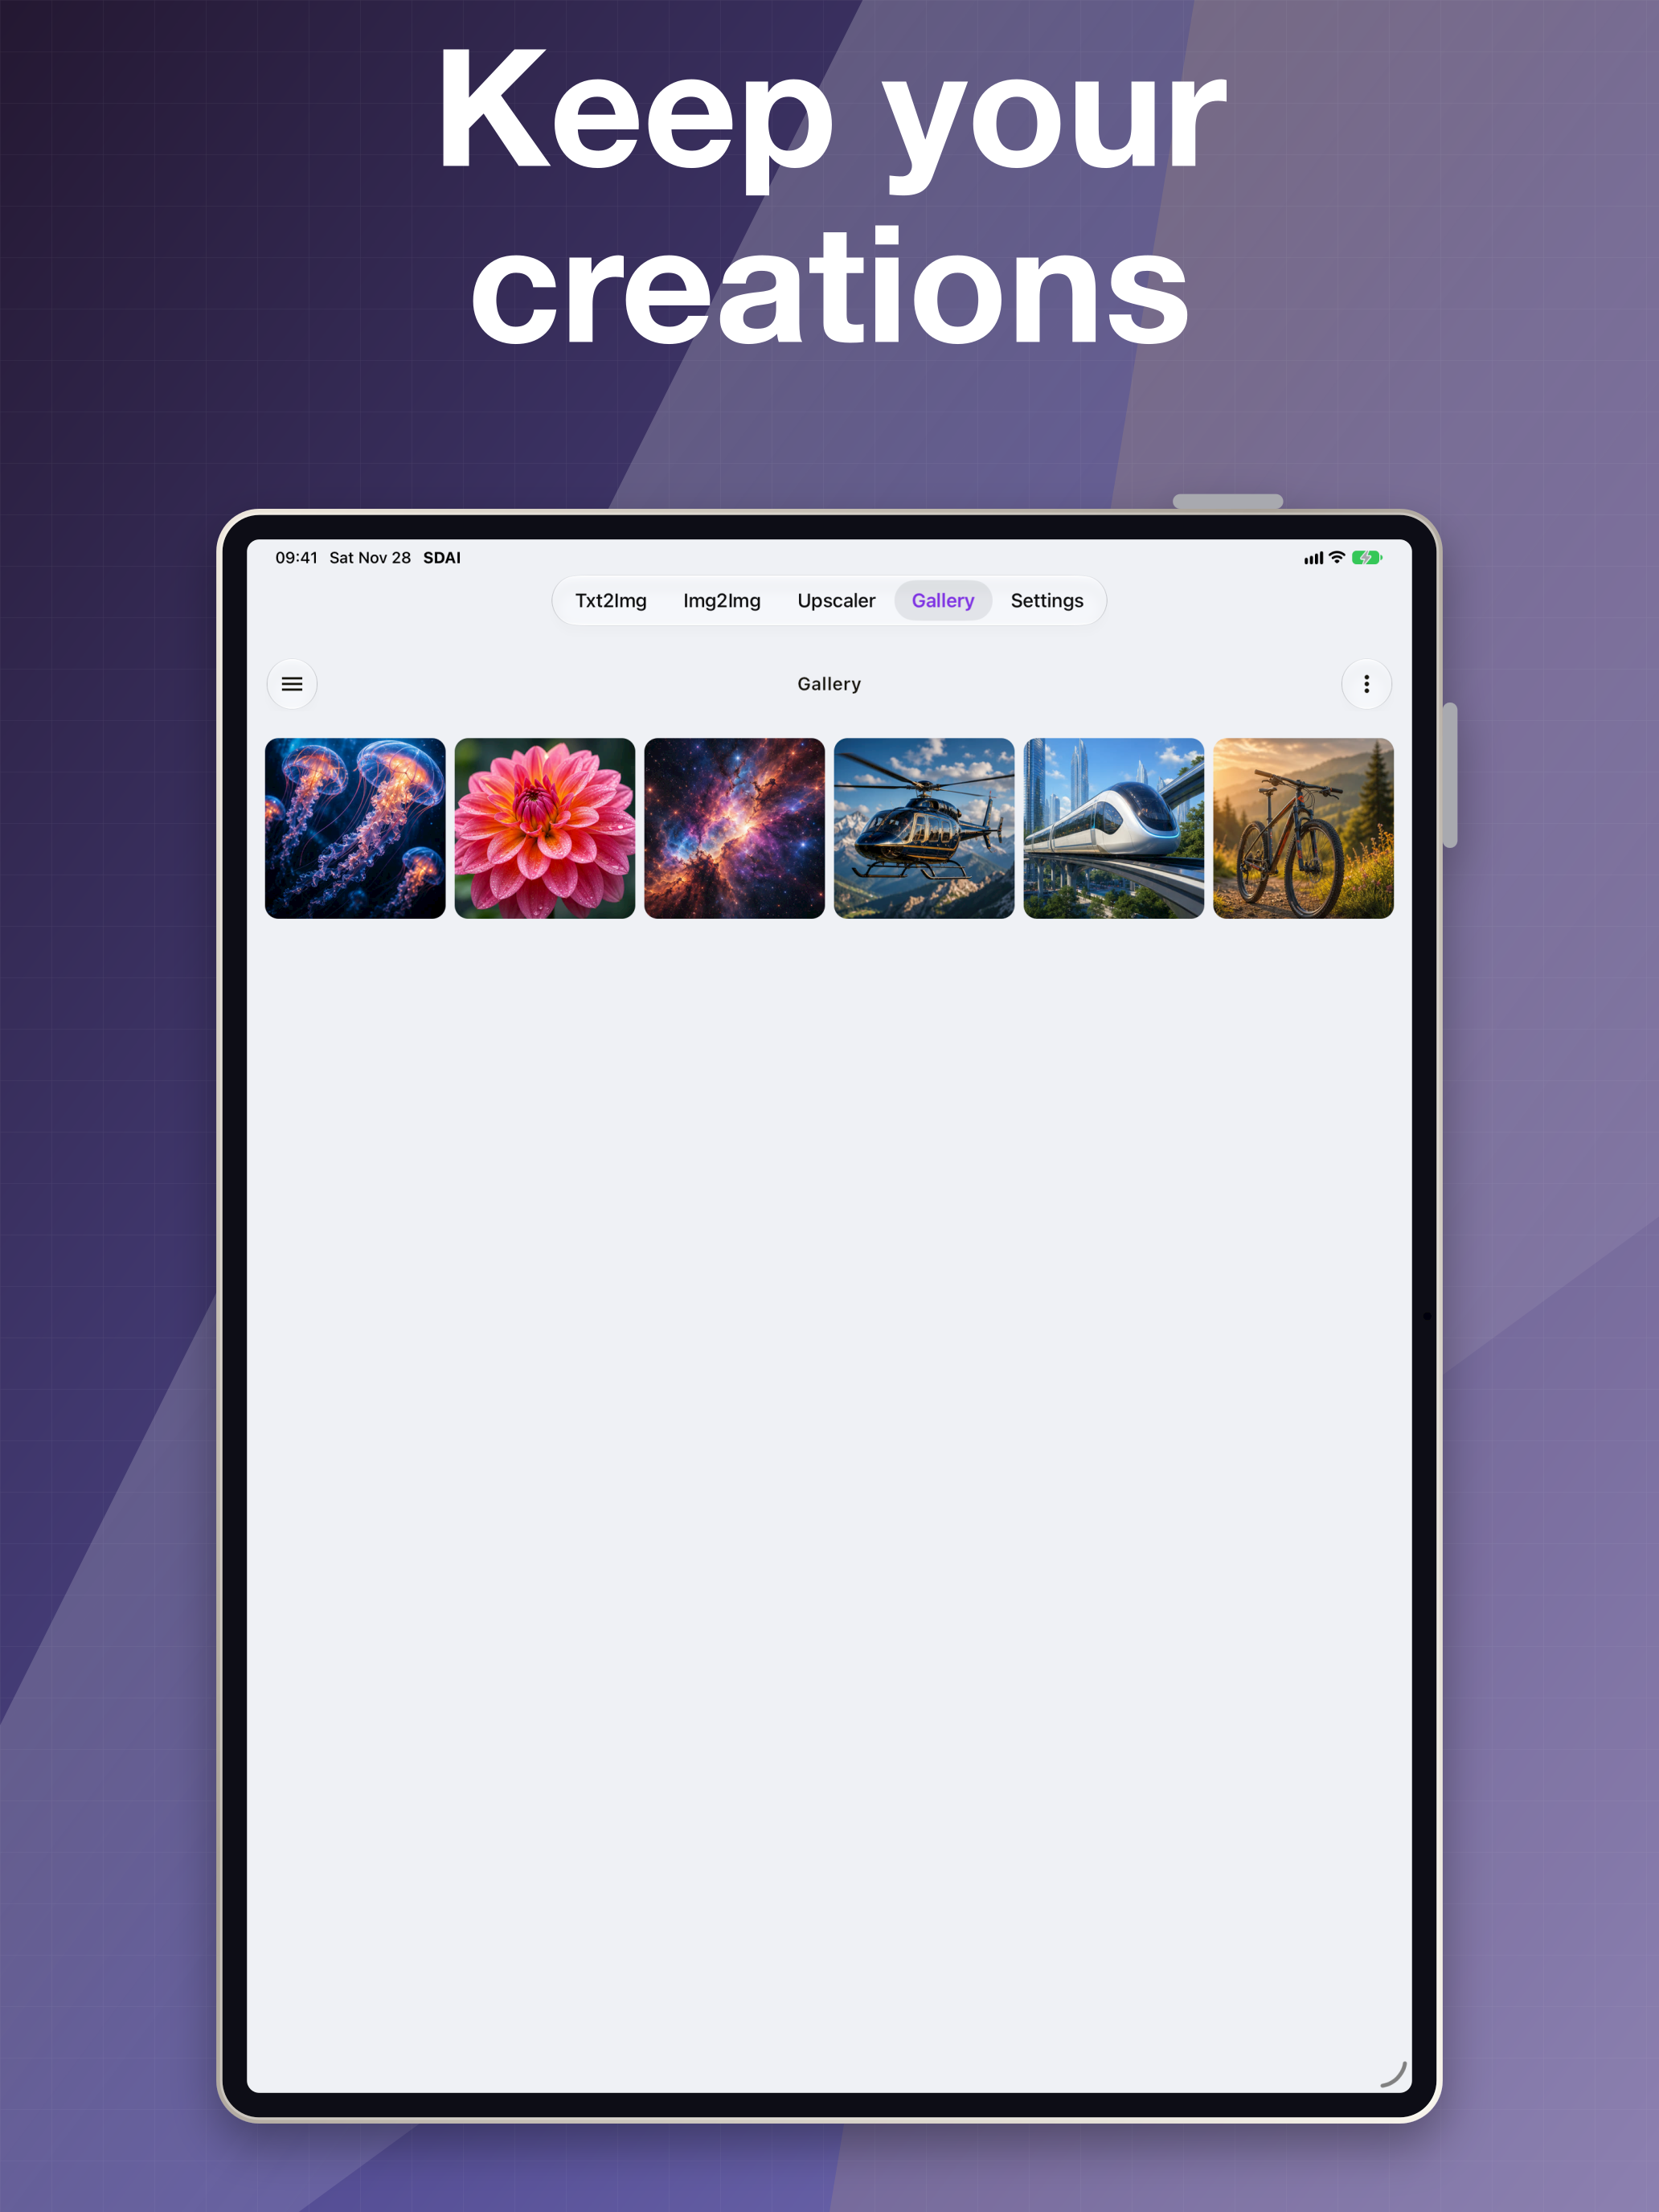 Keep your
creations
09:41 Sat Nov 28 SDAI
Txt2Img Img2Img Upscaler Gallery Settings
Gallery